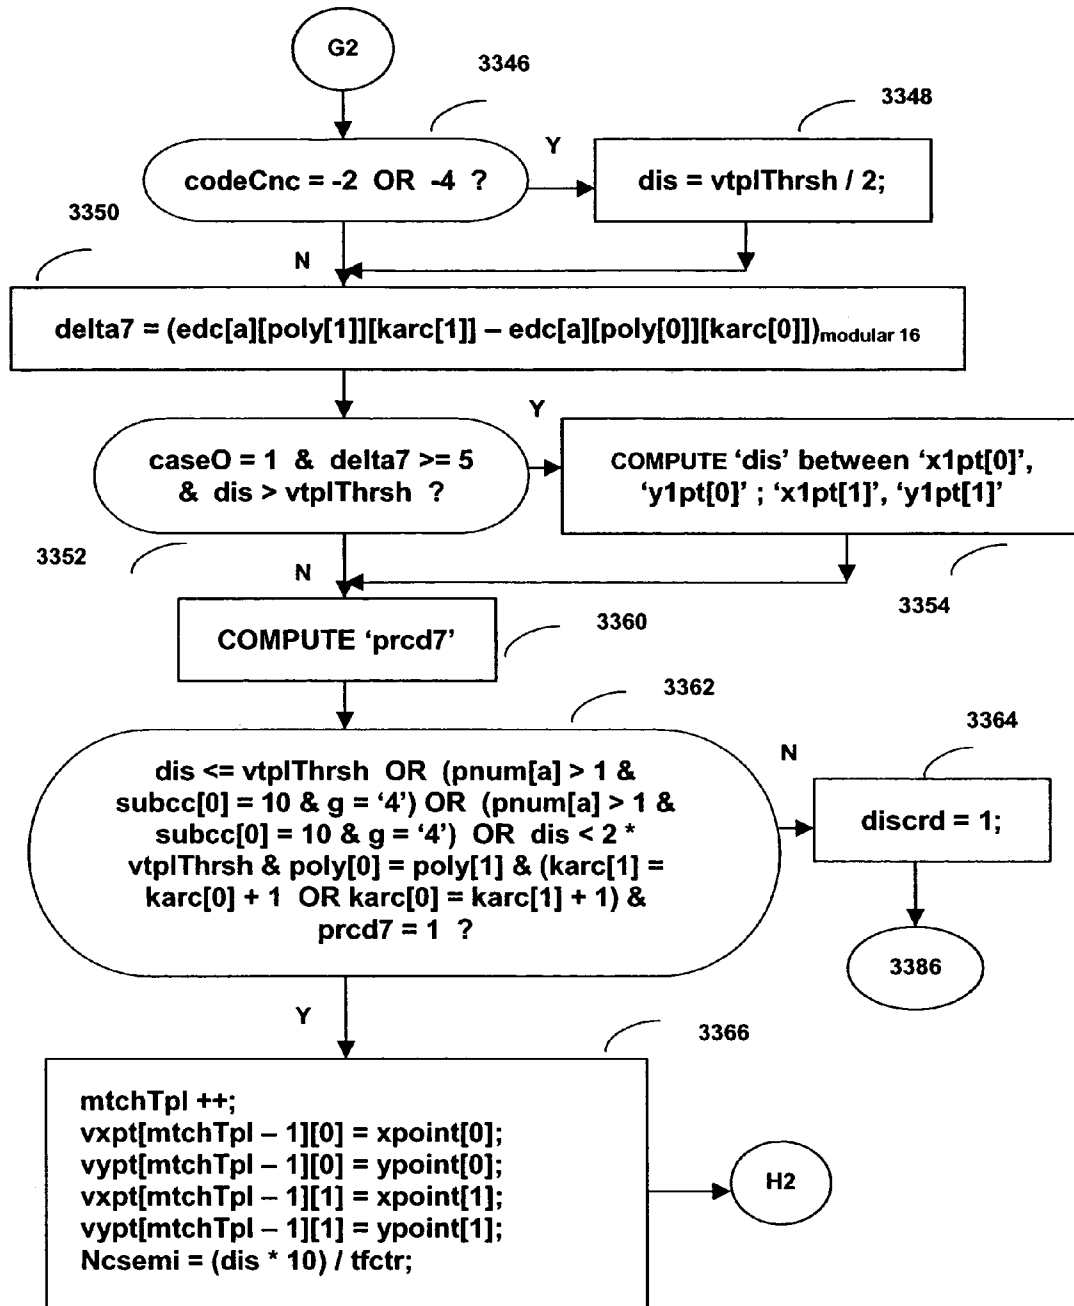 G2
3346
3348
codeCnc = -2 OR -4 ?
Y
dis = vtplThrsh / 2;
3350
N
delta7 = (edc[a][poly[1]][karc[1]] – edc[a][poly[0]][karc[0]])modular 16
Y
caseO = 1 & delta7 >= 5
& dis > vtplThrsh ?
COMPUTE ‘dis’ between ‘x1pt[0]’,
‘y1pt[0]’ ; ‘x1pt[1]’, ‘y1pt[1]’
3352
N
3354
COMPUTE ‘prcd7’
3360
3362
3364
dis <= vtplThrsh OR (pnum[a] > 1 &
subcc[0] = 10 & g = ‘4’) OR (pnum[a] > 1 &
subcc[0] = 10 & g = ‘4’) OR dis < 2 *
vtplThrsh & poly[0] = poly[1] & (karc[1] =
karc[0] + 1 OR karc[0] = karc[1] + 1) &
prcd7 = 1 ?
N
discrd = 1;
3386
Y
3366
mtchTpl ++;
vxpt[mtchTpl – 1][0] = xpoint[0];
vypt[mtchTpl – 1][0] = ypoint[0];
vxpt[mtchTpl – 1][1] = xpoint[1];
vypt[mtchTpl – 1][1] = ypoint[1];
Ncsemi = (dis * 10) / tfctr;
H2